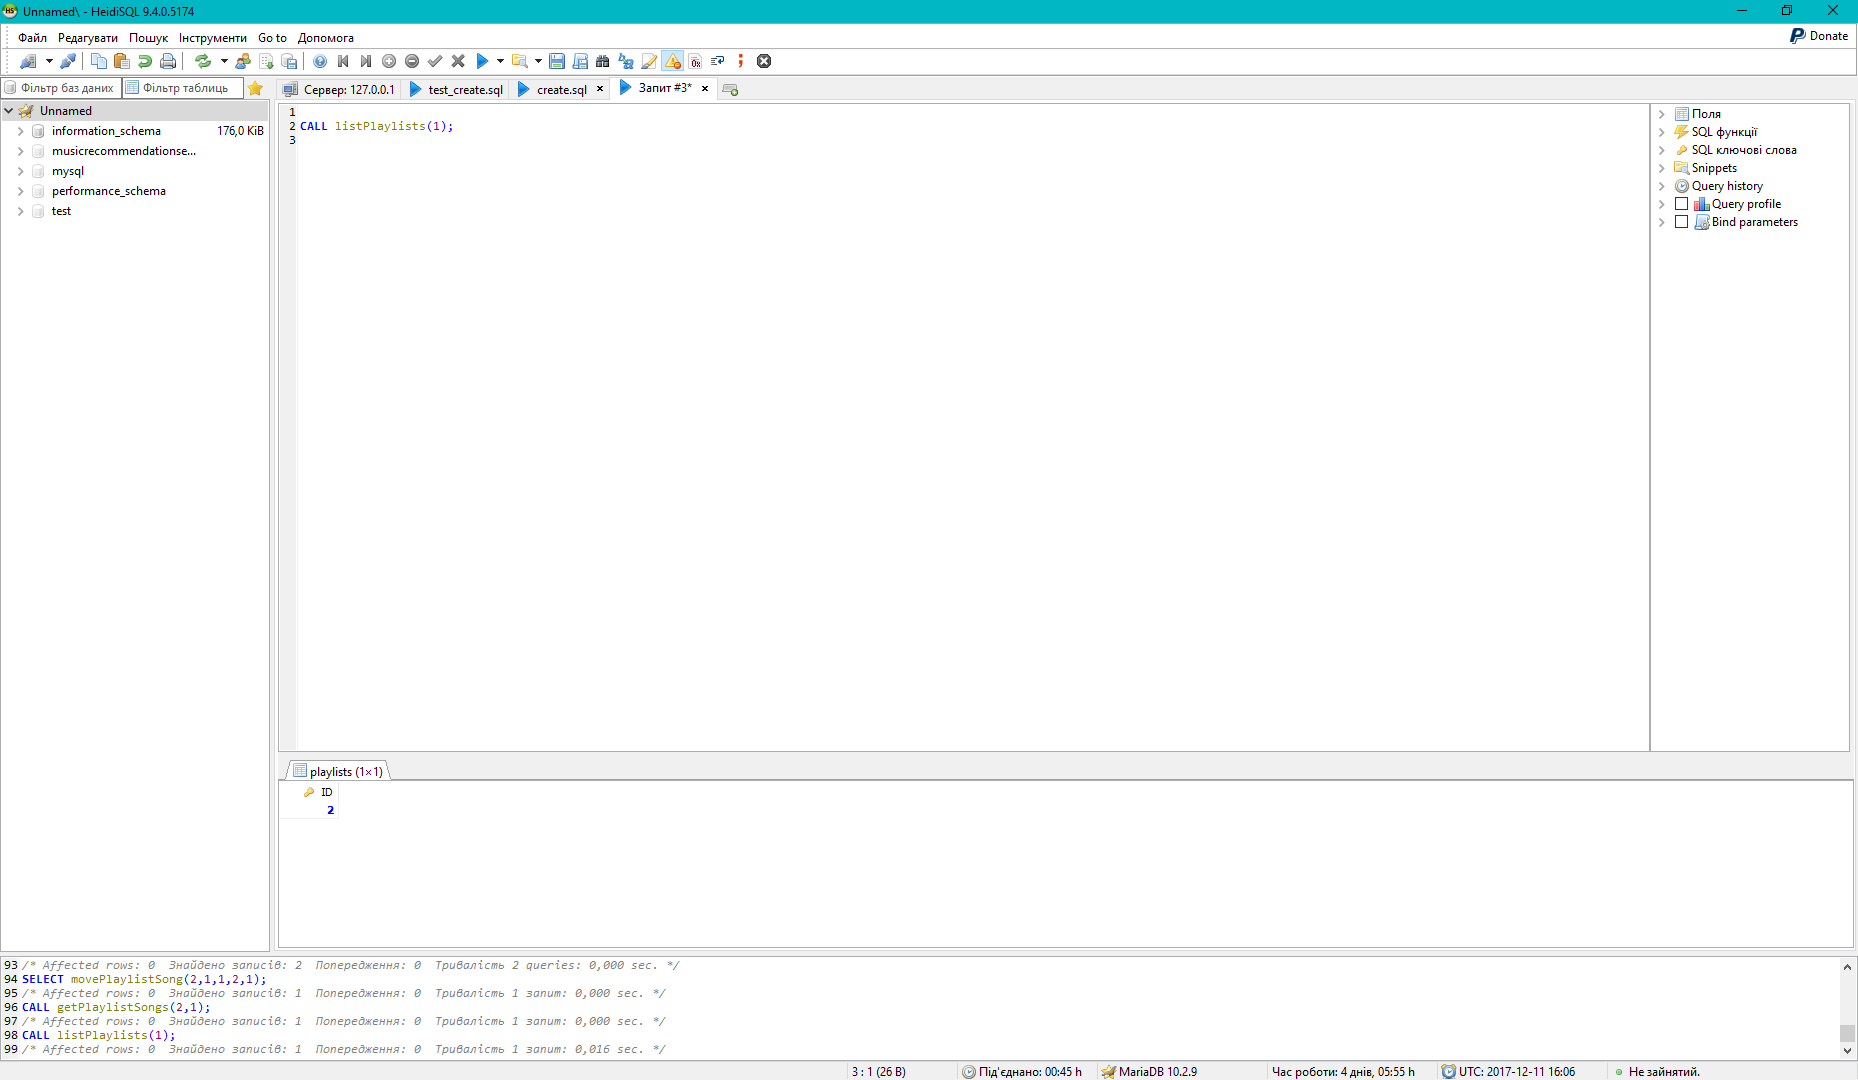 Unnamed\ - HeidiSQL 9.4.0.5174
Файл Редагувати Пошук Інструменти Go to Допомога
Donate
Фільтр баз даних Фільтр таблиць
Сервер: 127.0.0.1 test_create.sql create.sql Запит #3*
Unnamed
information_schema 176,0 KiB
musicrecommendationse...
mysql
performance_schema
test
1
2 CALL listPlaylists(1);
3
Поля
SQL функції
SQL ключові слова
Snippets
Query history
Query profile
Bind parameters
playlists (1×1)
ID
2
93 /* Affected rows: 0 Знайдено записів: 2 Попередження: 0 Тривалість 2 queries: 0,000 sec. */
94 SELECT movePlaylistSong(2,1,1,2,1);
95 /* Affected rows: 0 Знайдено записів: 1 Попередження: 0 Тривалість 1 запит: 0,000 sec. */
96 CALL getPlaylistSongs(2,1);
97 /* Affected rows: 0 Знайдено записів: 1 Попередження: 0 Тривалість 1 запит: 0,000 sec. */
98 CALL listPlaylists(1);
99 /* Affected rows: 0 Знайдено записів: 1 Попередження: 0 Тривалість 1 запит: 0,016 sec. */
3 : 1 (26 B) Під'єднано: 00:45 h MariaDB 10.2.9 Час роботи: 4 днів, 05:55 h UTC: 2017-12-11 16:06 Не зайнятий.